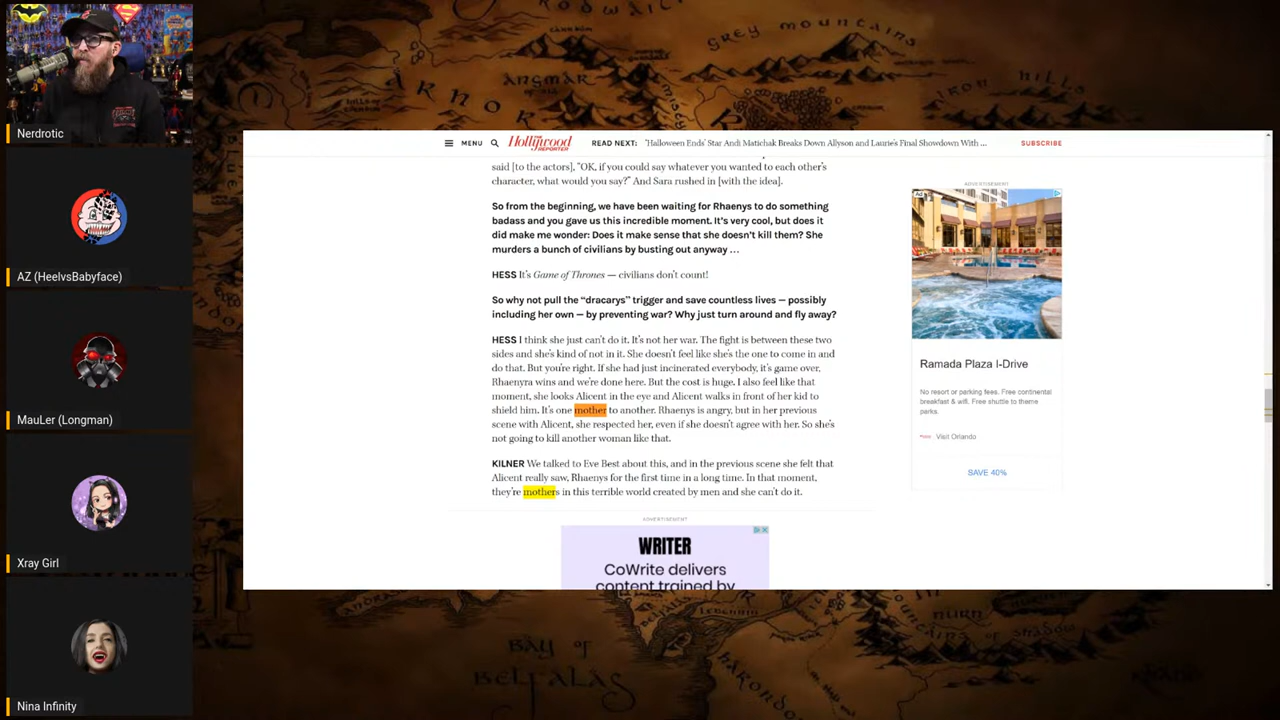 Nerdrotic
AZ (HeelvsBabyface)
MauLer (Longman)
Xray Girl
Nina Infinity
GREY MOUNTAINS
ANGMAR
IRON HILLS
MENU
THE Hollywood REPORTER
READ NEXT: 'Halloween Ends' Star Andi Matichak Breaks Down Allyson and Laurie's Final Showdown With ...
SUBSCRIBE
said [to the actors], "OK, if you could say whatever you wanted to each other's
character, what would you say?" And Sara rushed in [with the idea].
So from the beginning, we have been waiting for Rhaenys to do something
badass and you gave us this incredible moment. It's very cool, but does it
did make me wonder: Does it make sense that she doesn't kill them? She
murders a bunch of civilians by busting out anyway …
HESS It's Game of Thrones — civilians don't count!
So why not pull the "dracarys" trigger and save countless lives — possibly
including her own — by preventing war? Why just turn around and fly away?
HESS I think she just can't do it. It's not her war. The fight is between these two
sides and she's kind of not in it. She doesn't feel like she's the one to come in and
do that. But you're right. If she had just incinerated everybody, it's game over,
Rhaenyra wins and we're done here. But the cost is huge. I also feel like that
moment, she looks Alicent in the eye and Alicent walks in front of her kid to
shield him. It's one mother to another. Rhaenys is angry, but in her previous
scene with Alicent, she respected her, even if she doesn't agree with her. So she's
not going to kill another woman like that.
KILNER We talked to Eve Best about this, and in the previous scene she felt that
Alicent really saw, Rhaenys for the first time in a long time. In that moment,
they're mothers in this terrible world created by men and she can't do it.
ADVERTISEMENT
WRITER
CoWrite delivers
content trained by
ADVERTISEMENT
Ad
Ramada Plaza I-Drive
No resort or parking fees. Free continental
breakfast & wifi. Free shuttle to theme
parks.
Visit Orlando
SAVE 40%
BAY OF
BELFALAS